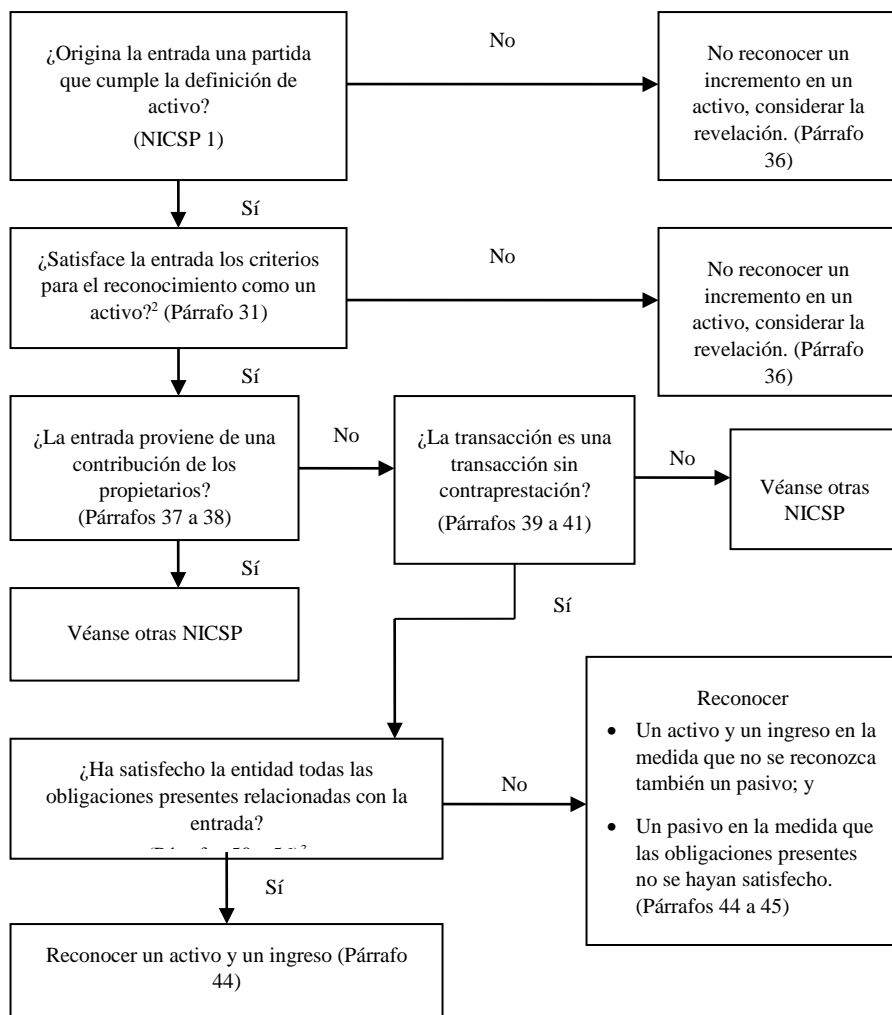 ¿Origina la entrada una partida
que cumple la definición de
activo?
(NICSP 1)
No
No reconocer un
incremento en un
activo, considerar la
revelación. (Párrafo
36)
Sí
¿Satisface la entrada los criterios
para el reconocimiento como un
activo?² (Párrafo 31)
No
No reconocer un
incremento en un
activo, considerar la
revelación. (Párrafo
36)
Sí
¿La entrada proviene de una
contribución de los
propietarios?
(Párrafos 37 a 38)
No
¿La transacción es una
transacción sin
contraprestación?
(Párrafos 39 a 41)
No
Véanse otras
NICSP
Sí
Véanse otras NICSP
Sí
¿Ha satisfecho la entidad todas las
obligaciones presentes relacionadas con la
entrada?
No
Reconocer
• Un activo y un ingreso en la
medida que no se reconozca
también un pasivo; y
• Un pasivo en la medida que
las obligaciones presentes
no se hayan satisfecho.
(Párrafos 44 a 45)
Sí
Reconocer un activo y un ingreso (Párrafo
44)